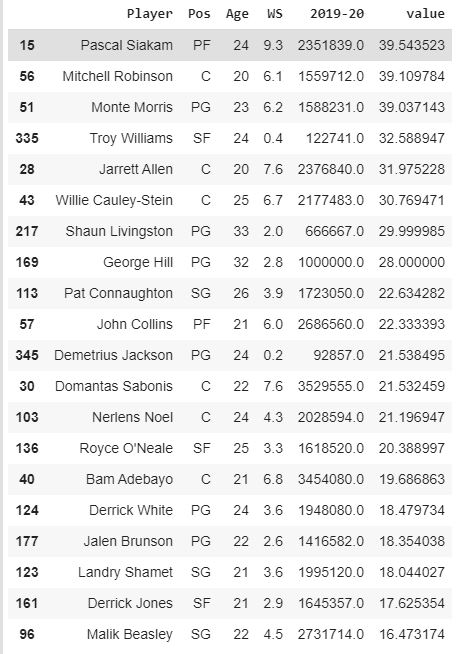 Player Pos Age WS 2019-20 value
15 Pascal Siakam PF 24 9.3 2351839.0 39.543523
56 Mitchell Robinson C 20 6.1 1559712.0 39.109784
51 Monte Morris PG 23 6.2 1588231.0 39.037143
335 Troy Williams SF 24 0.4 122741.0 32.588947
28 Jarrett Allen C 20 7.6 2376840.0 31.975228
43 Willie Cauley-Stein C 25 6.7 2177483.0 30.769471
217 Shaun Livingston PG 33 2.0 666667.0 29.999985
169 George Hill PG 32 2.8 1000000.0 28.000000
113 Pat Connaughton SG 26 3.9 1723050.0 22.634282
57 John Collins PF 21 6.0 2686560.0 22.333393
345 Demetrius Jackson PG 24 0.2 92857.0 21.538495
30 Domantas Sabonis C 22 7.6 3529555.0 21.532459
103 Nerlens Noel C 24 4.3 2028594.0 21.196947
136 Royce O'Neale SF 25 3.3 1618520.0 20.388997
40 Bam Adebayo C 21 6.8 3454080.0 19.686863
124 Derrick White PG 24 3.6 1948080.0 18.479734
177 Jalen Brunson PG 22 2.6 1416582.0 18.354038
123 Landry Shamet SG 21 3.6 1995120.0 18.044027
161 Derrick Jones SF 21 2.9 1645357.0 17.625354
96 Malik Beasley SG 22 4.5 2731714.0 16.473174